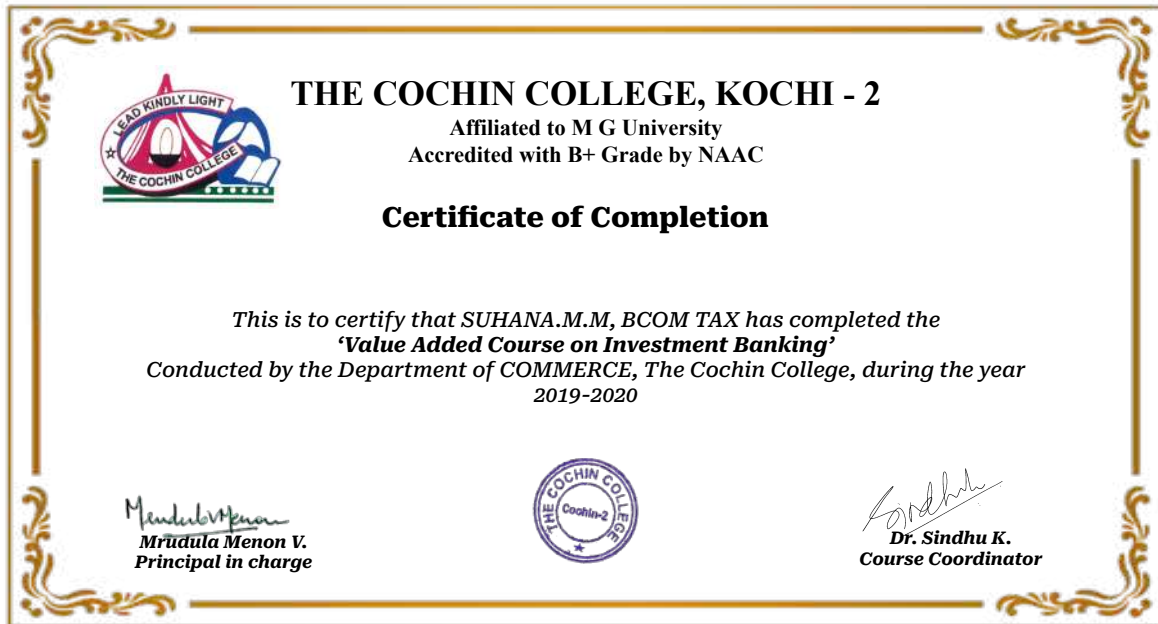 LEAD KINDLY LIGHT
THE COCHIN COLLEGE
THE COCHIN COLLEGE, KOCHI - 2
Affiliated to M G University
Accredited with B+ Grade by NAAC
Certificate of Completion
This is to certify that SUHANA.M.M, BCOM TAX has completed the
‘Value Added Course on Investment Banking’
Conducted by the Department of COMMERCE, The Cochin College, during the year
2019-2020
Mrudula Menon V.
Principal in charge
THE COCHIN COLLEGE
Cochin-2
Sindhu
Dr. Sindhu K.
Course Coordinator